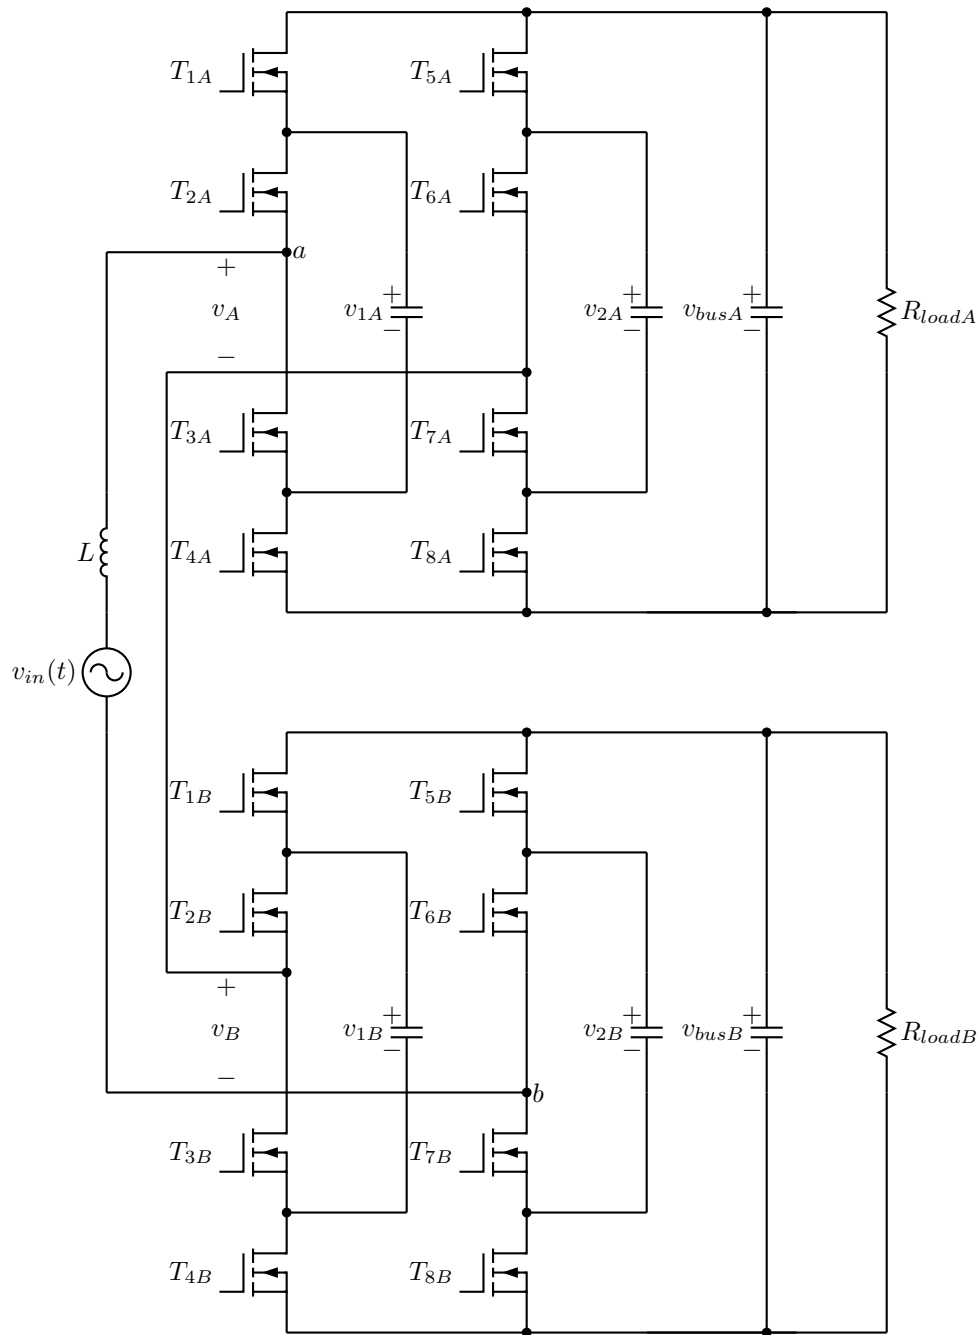 T1A
T5A
T2A
T6A
a
+
vA
−
v1A
+
−
v2A
+
−
vbusA
+
−
RloadA
T3A
T7A
T4A
T8A
L
vin(t)
T1B
T5B
T2B
T6B
+
vB
−
v1B
+
−
v2B
+
−
vbusB
+
−
RloadB
b
T3B
T7B
T4B
T8B